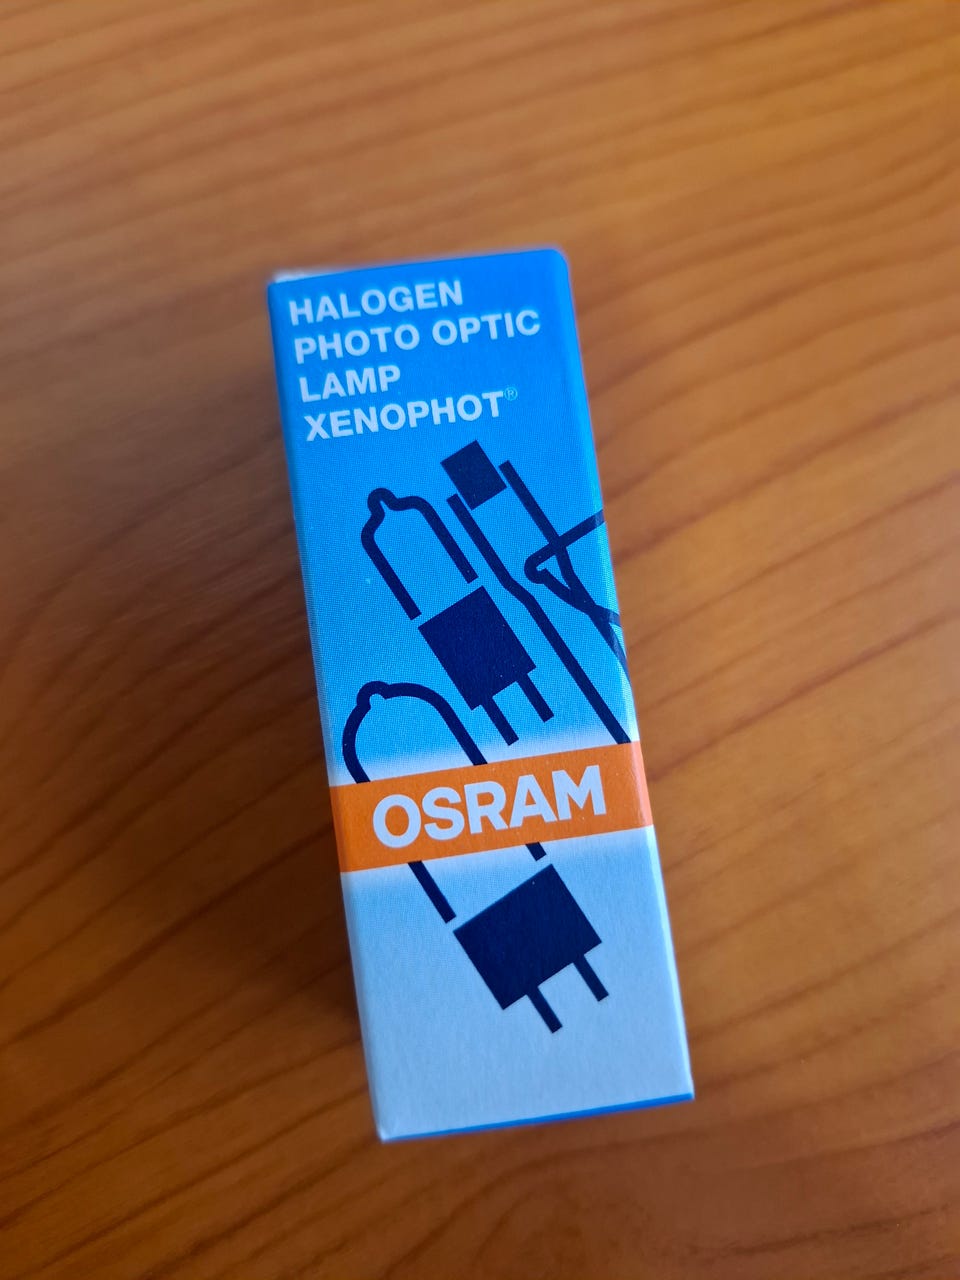 HALOGEN
PHOTO OPTIC
LAMP
XENOPHOT®
OSRAM